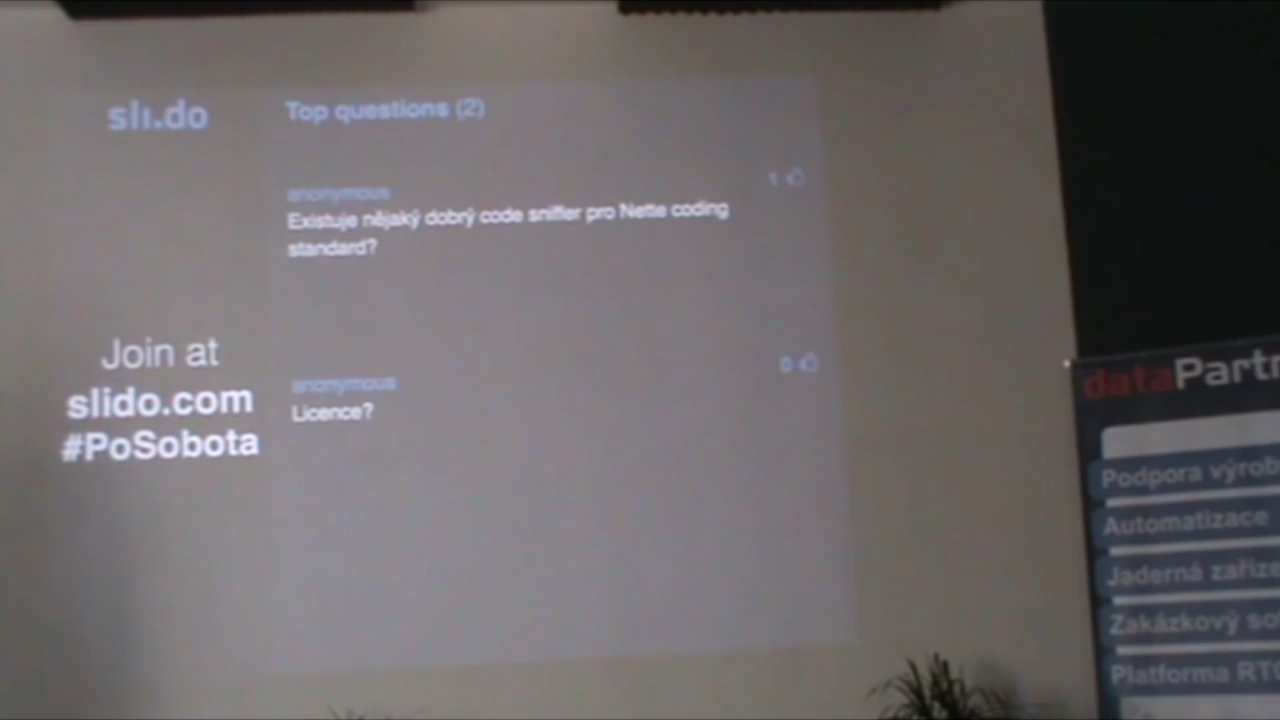 slı.do
Top questions (2)
anonymous
1
Existuje nějaký dobrý code sniffer pro Nette coding
standard?
Join at
slido.com
#PoSobota
anonymous
0
Licence?
dataPartn
Podpora výrob
Automatizace
Jaderná zaříze
Zakázkový so
Platforma RT